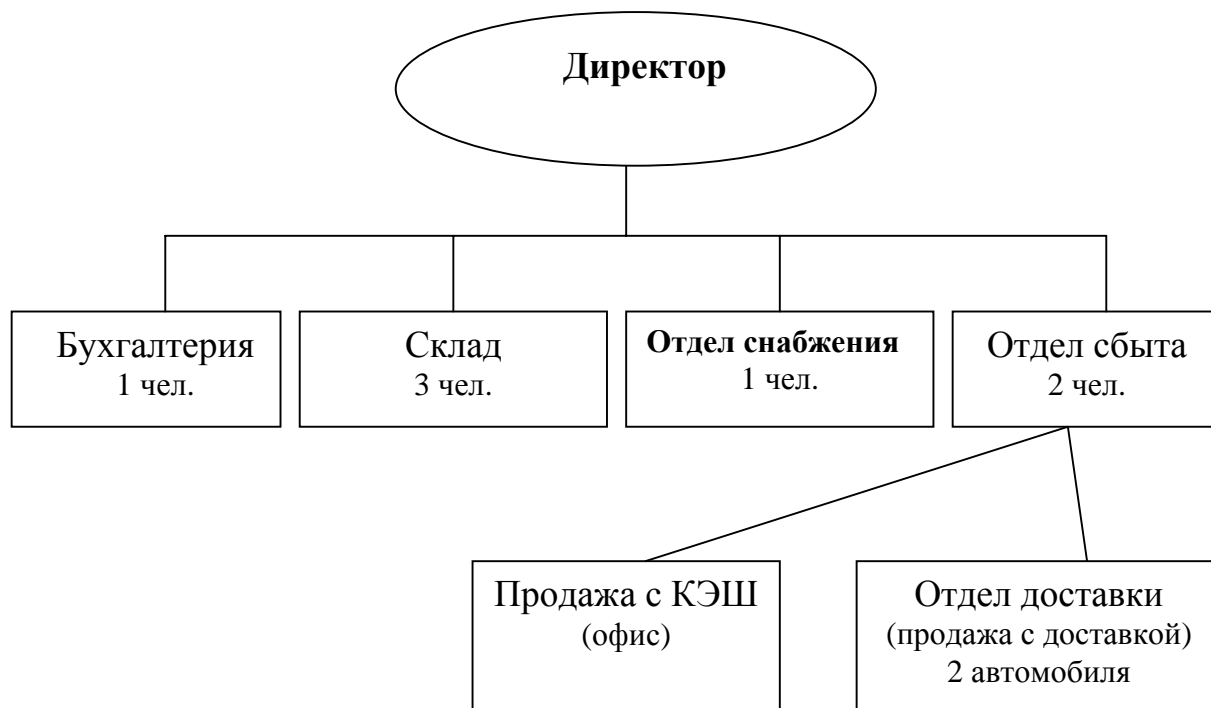 Директор
Бухгалтерия
1 чел.
Склад
3 чел.
Отдел снабжения
1 чел.
Отдел сбыта
2 чел.
Продажа с КЭШ
(офис)
Отдел доставки
(продажа с доставкой)
2 автомобиля